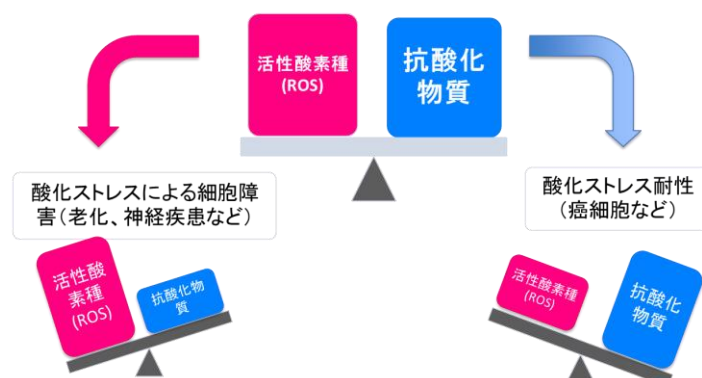 活性酸素種
(ROS)
抗酸化
物質
酸化ストレスによる細胞障
害(老化、神経疾患など)
酸化ストレス耐性
(癌細胞など)
活性酸
素種
(ROS)
抗酸化物
質
活性酸素種
(ROS)
抗酸化
物質